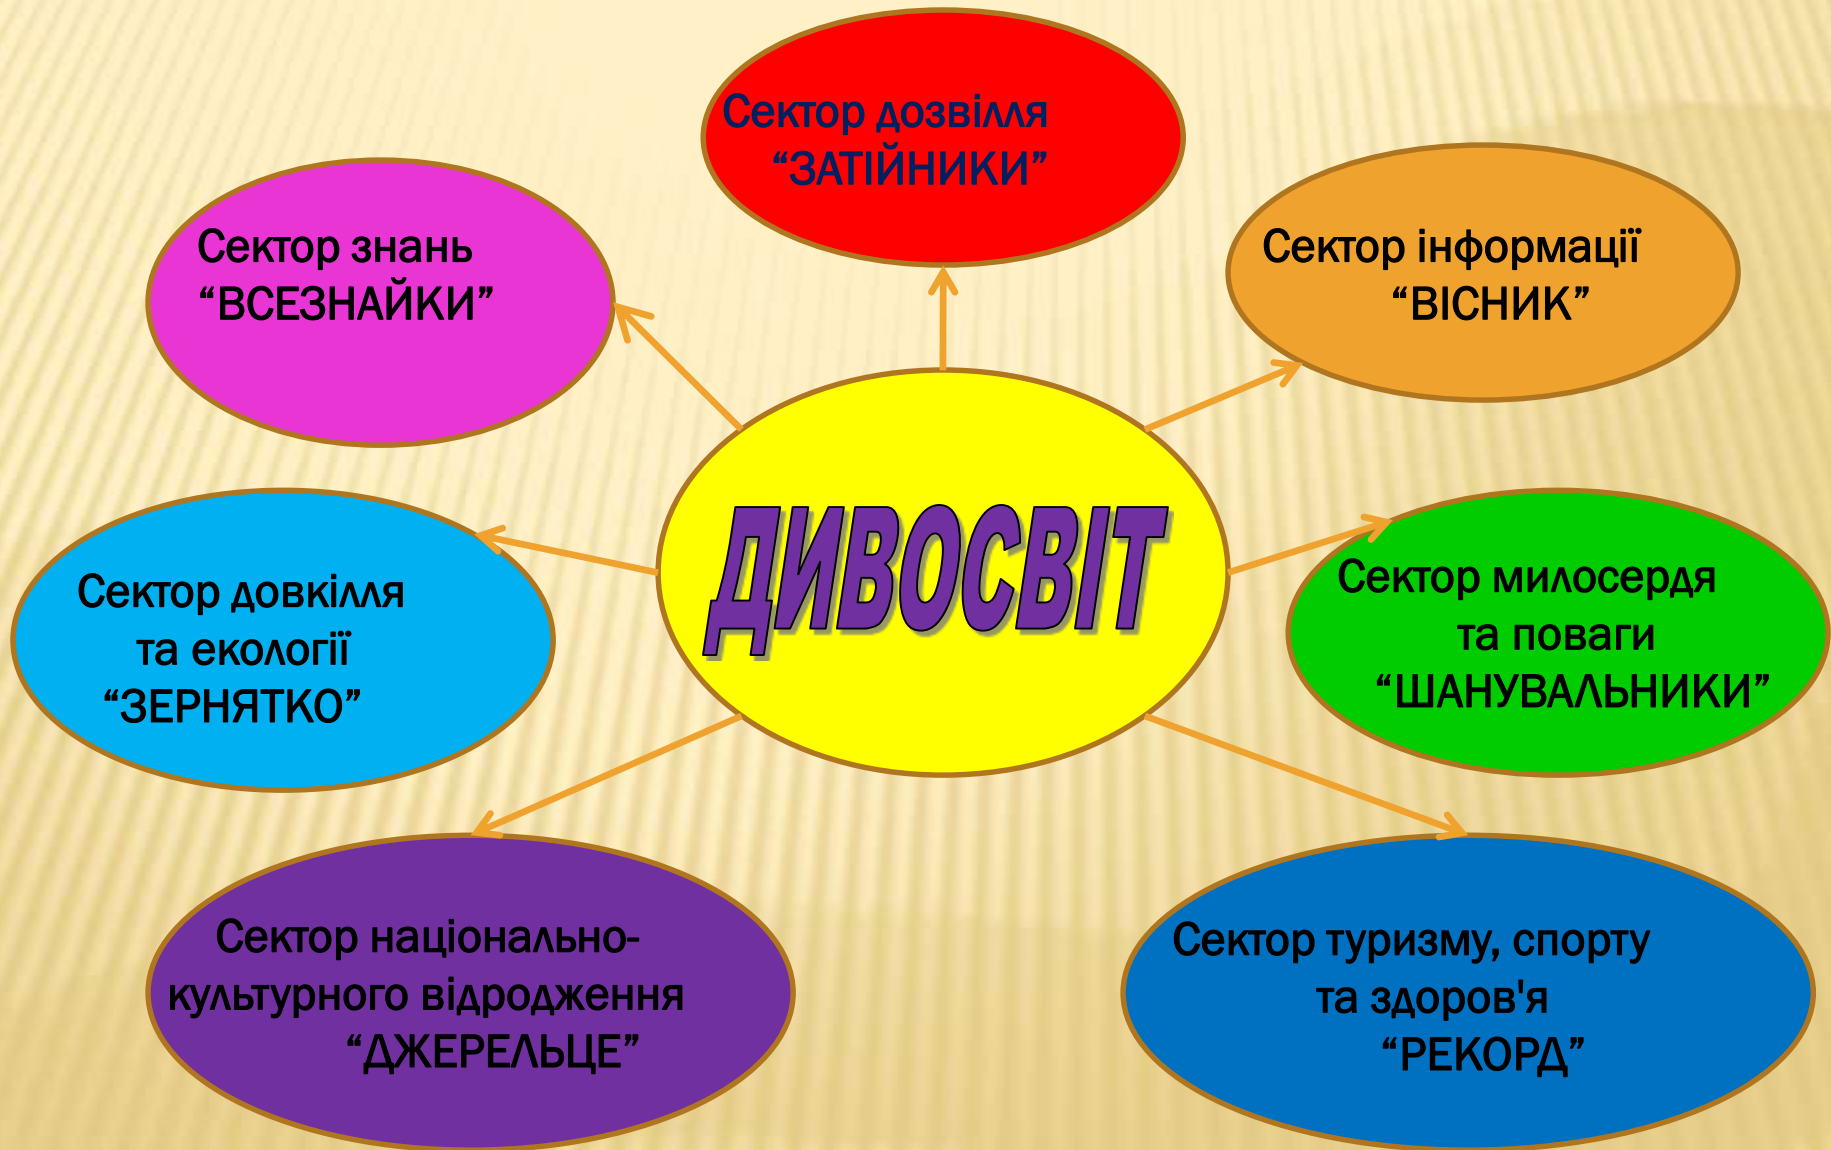 Сектор дозвілля
“ЗАТІЙНИКИ”
Сектор знань
“ВСЕЗНАЙКИ”
Сектор інформації
“ВІСНИК”
ДИВОСВІТ
Сектор довкілля
та екології
“ЗЕРНЯТКО”
Сектор милосердя
та поваги
“ШАНУВАЛЬНИКИ”
Сектор національно-
культурного відродження
“ДЖЕРЕЛЬЦЕ”
Сектор туризму, спорту
та здоров'я
“РЕКОРД”